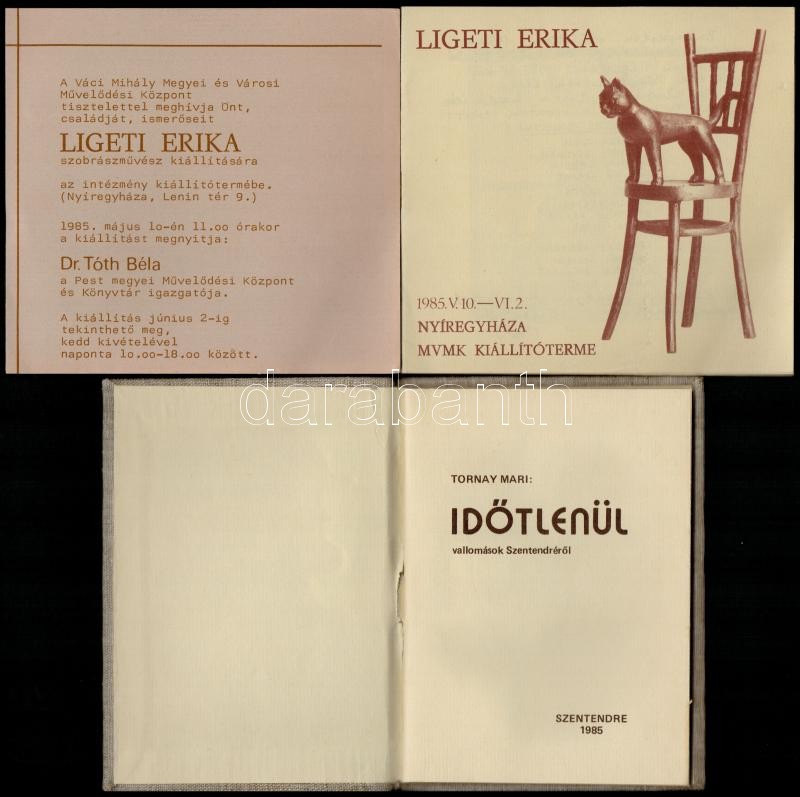 A Váci Mihály Megyei és Városi
Művelődési Központ
tisztelettel meghívja Önt,
családját, ismerőseit
LIGETI ERIKA
szobrászművész kiállítására
az intézmény kiállítótermébe.
(Nyíregyháza, Lenin tér 9.)
1985. május lo-én ll.oo órakor
a kiállítást megnyitja:
Dr. Tóth Béla
a Pest megyei Művelődési Központ
és Könyvtár igazgatója.
A kiállítás június 2-ig
tekinthető meg,
kedd kivételével
naponta lo.oo-18.oo között.
LIGETI ERIKA
1985. V. 10.—VI. 2.
NYÍREGYHÁZA
MVMK KIÁLLÍTÓTERME
darabanth
TORNAY MARI:
IDŐTLENÜL
vallomások Szentendréről
SZENTENDRE
1985